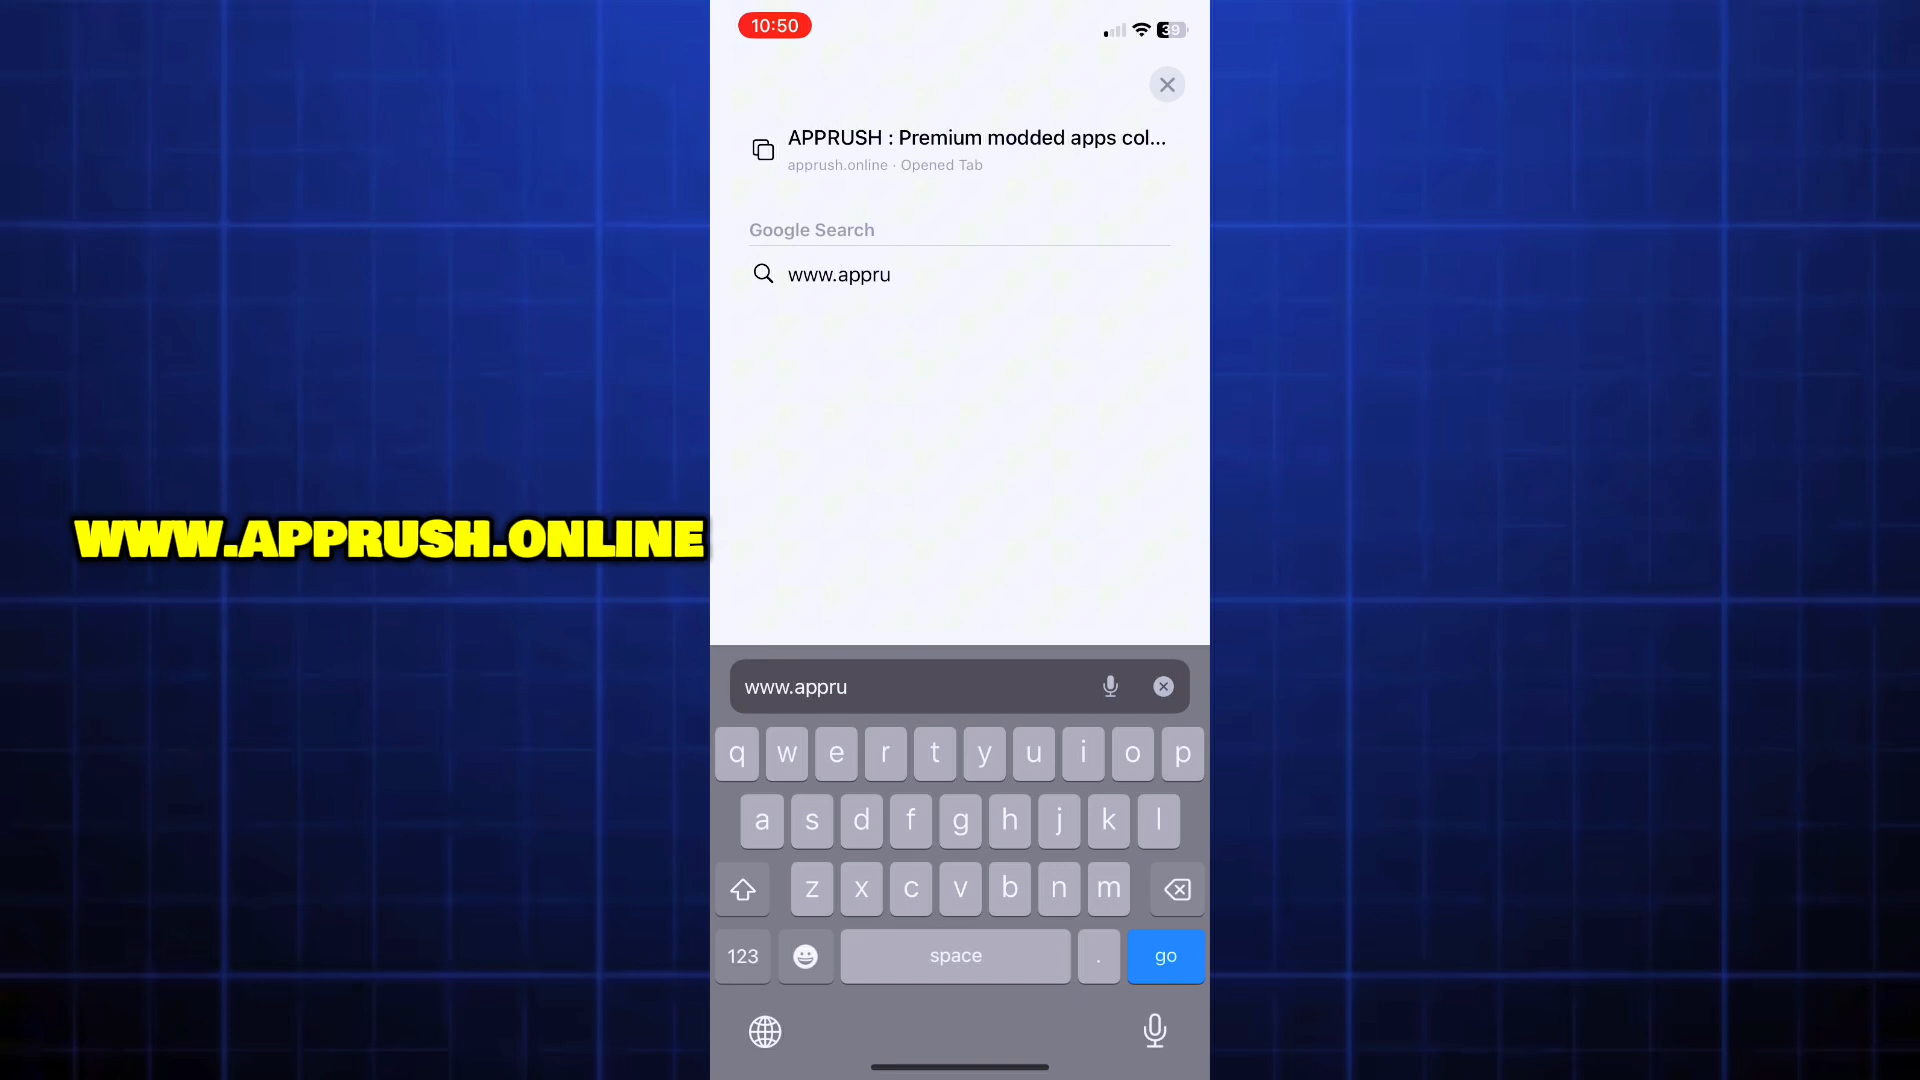 10:50
39
APPRUSH : Premium modded apps col...
apprush.online · Opened Tab
Google Search
www.appru
WWW.APPRUSH.ONLINE
www.appru
q w e r t y u i o p
a s d f g h j k l
z x c v b n m
123 space . go